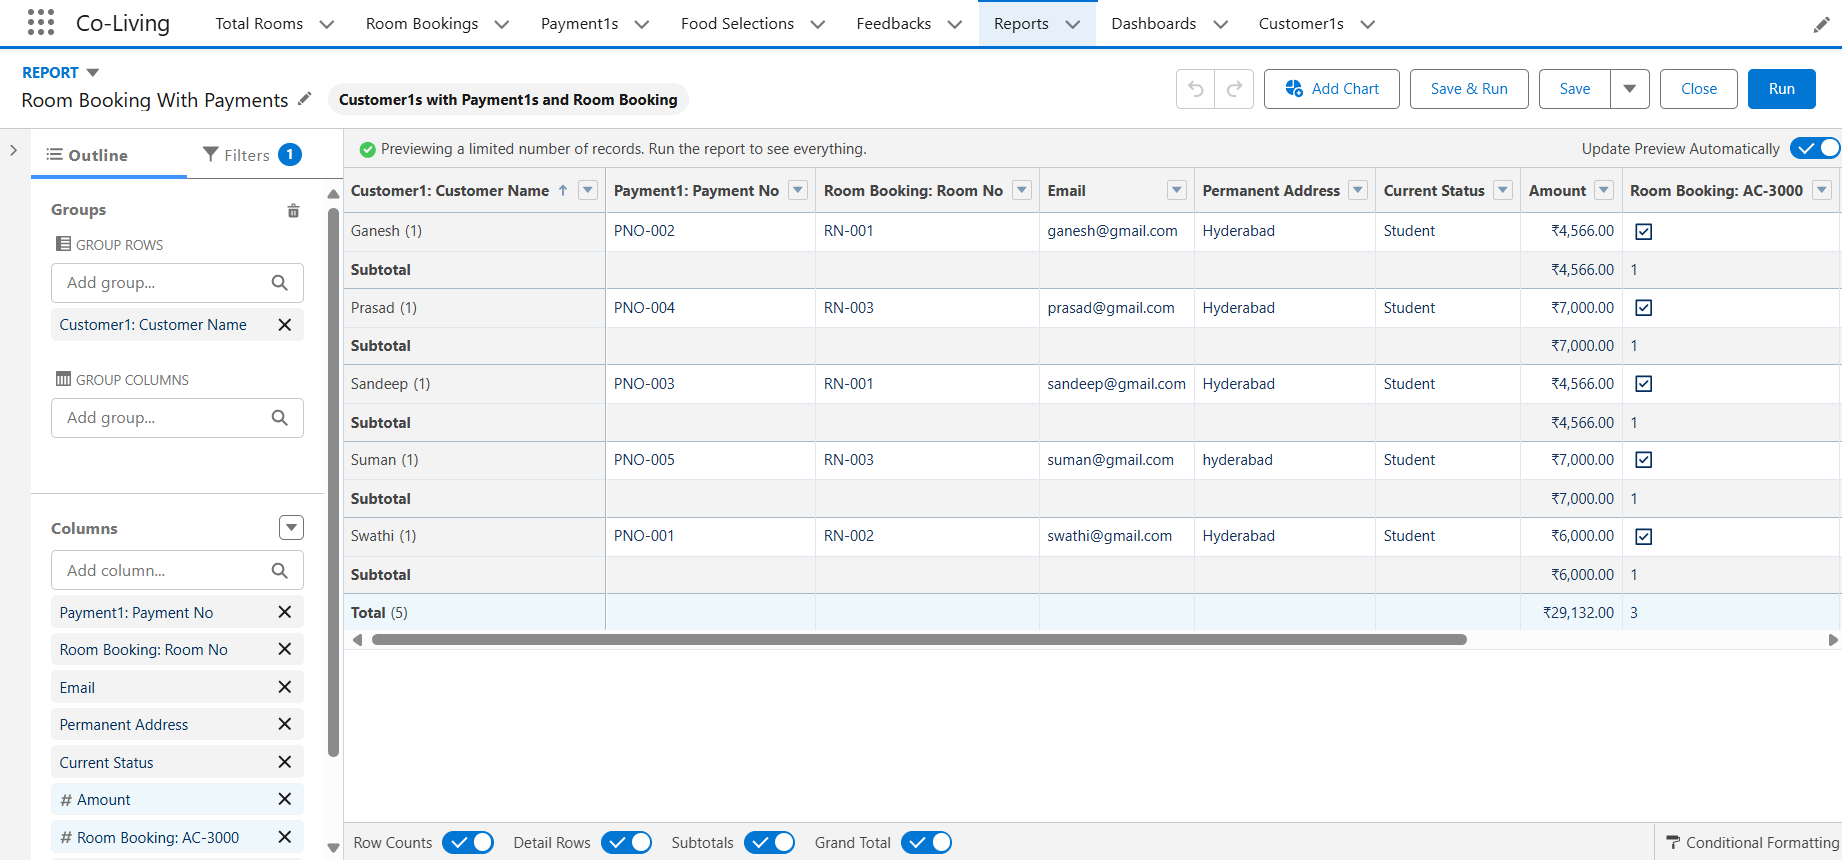 Co-Living Total Rooms Room Bookings Payment1s Food Selections Feedbacks Reports Dashboards Customer1s
REPORT
Room Booking With Payments Customer1s with Payment1s and Room Booking
Add Chart Save & Run Save Close Run
Outline Filters 1
Previewing a limited number of records. Run the report to see everything. Update Preview Automatically
Groups
GROUP ROWS
Add group...
Customer1: Customer Name
GROUP COLUMNS
Add group...
Columns
Add column...
Payment1: Payment No
Room Booking: Room No
Email
Permanent Address
Current Status
# Amount
# Room Booking: AC-3000
Customer1: Customer Name ↑ Payment1: Payment No Room Booking: Room No Email Permanent Address Current Status Amount Room Booking: AC-3000
Ganesh (1) PNO-002 RN-001 ganesh@gmail.com Hyderabad Student ₹4,566.00
Subtotal ₹4,566.00 1
Prasad (1) PNO-004 RN-003 prasad@gmail.com Hyderabad Student ₹7,000.00
Subtotal ₹7,000.00 1
Sandeep (1) PNO-003 RN-001 sandeep@gmail.com Hyderabad Student ₹4,566.00
Subtotal ₹4,566.00 1
Suman (1) PNO-005 RN-003 suman@gmail.com hyderabad Student ₹7,000.00
Subtotal ₹7,000.00 1
Swathi (1) PNO-001 RN-002 swathi@gmail.com Hyderabad Student ₹6,000.00
Subtotal ₹6,000.00 1
Total (5) ₹29,132.00 3
Row Counts Detail Rows Subtotals Grand Total Conditional Formatting